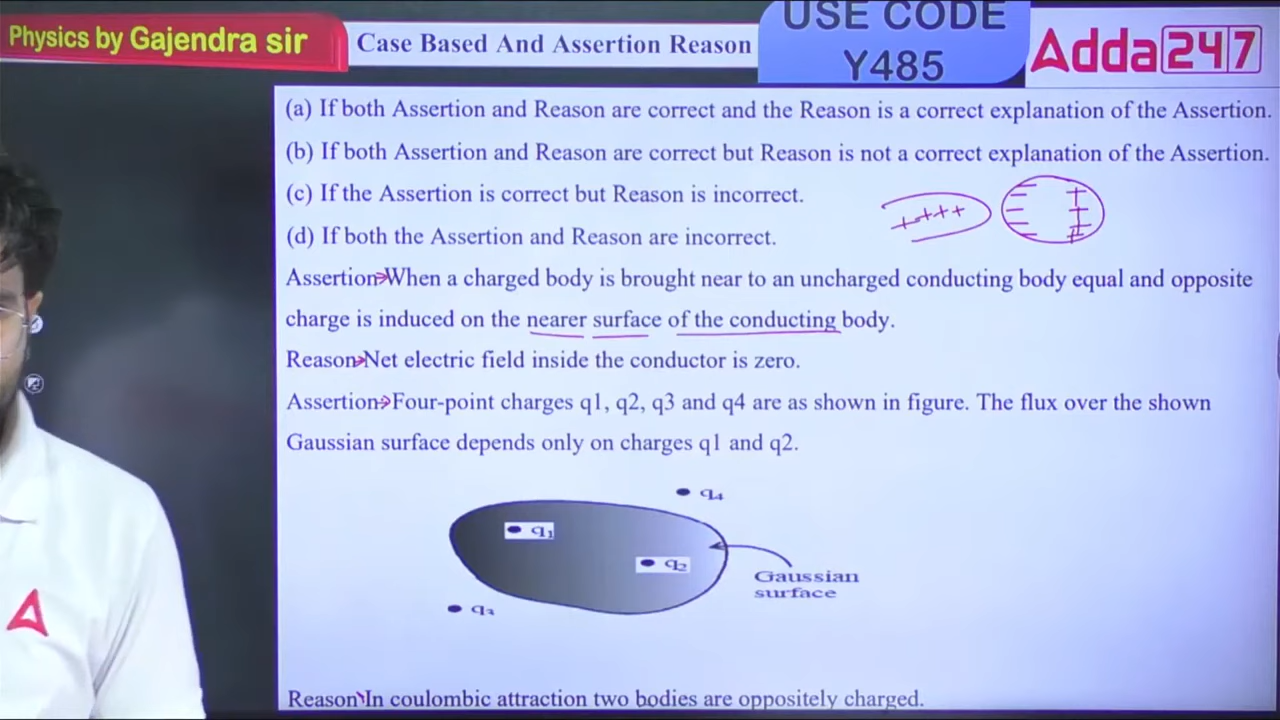 Physics by Gajendra sir
Case Based And Assertion Reason
USE CODE
Y485
Adda247
(a) If both Assertion and Reason are correct and the Reason is a correct explanation of the Assertion.
(b) If both Assertion and Reason are correct but Reason is not a correct explanation of the Assertion.
(c) If the Assertion is correct but Reason is incorrect.
(d) If both the Assertion and Reason are incorrect.
Assertion→When a charged body is brought near to an uncharged conducting body equal and opposite
charge is induced on the nearer surface of the conducting body.
Reason→Net electric field inside the conductor is zero.
Assertion→Four-point charges q1, q2, q3 and q4 are as shown in figure. The flux over the shown
Gaussian surface depends only on charges q1 and q2.
q4
q1
q2
Gaussian
surface
q3
Reason In coulombic attraction two bodies are oppositely charged.